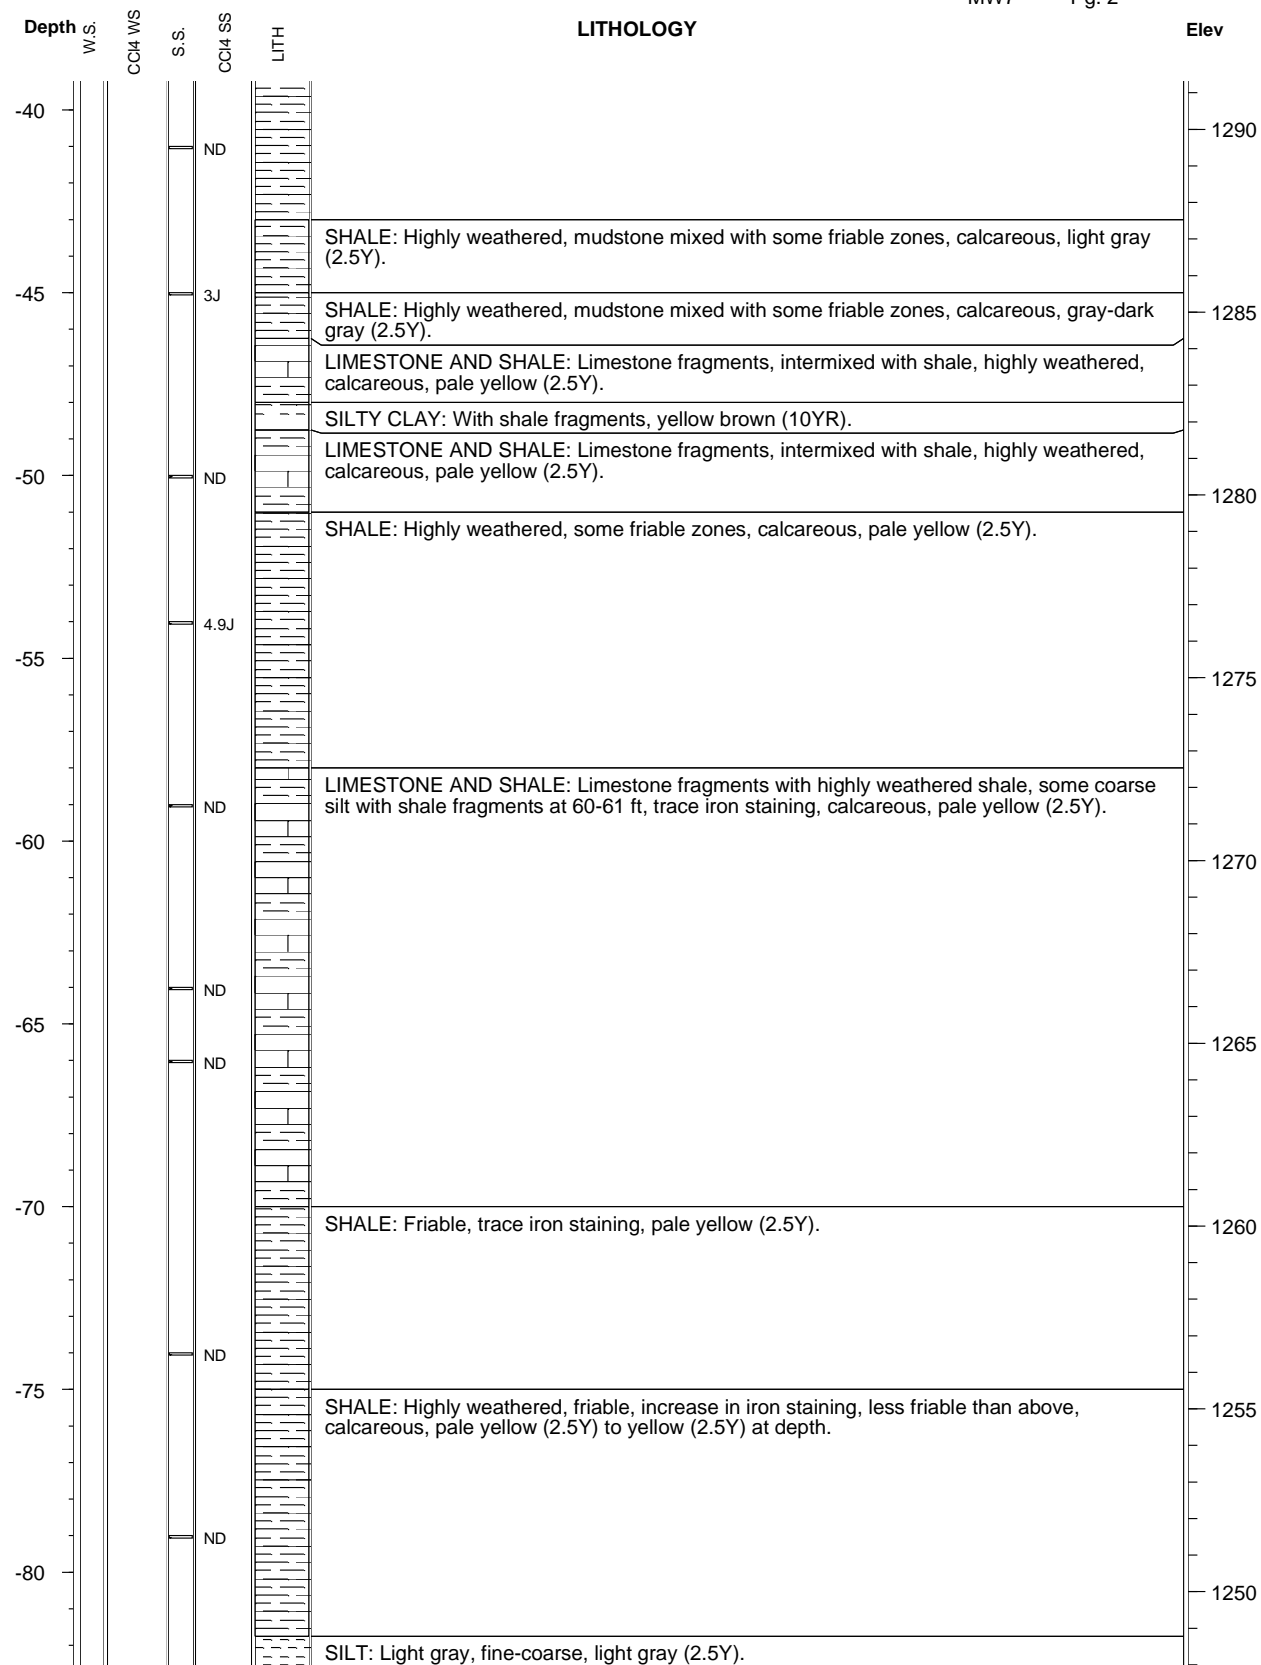 MW7 Pg. 2
Depth W.S. CCl4 WS S.S. CCl4 SS LITH LITHOLOGY Elev
-40
1290
ND
SHALE: Highly weathered, mudstone mixed with some friable zones, calcareous, light gray
(2.5Y).
-45 3J
SHALE: Highly weathered, mudstone mixed with some friable zones, calcareous, gray-dark
1285
gray (2.5Y).
LIMESTONE AND SHALE: Limestone fragments, intermixed with shale, highly weathered,
calcareous, pale yellow (2.5Y).
SILTY CLAY: With shale fragments, yellow brown (10YR).
LIMESTONE AND SHALE: Limestone fragments, intermixed with shale, highly weathered,
calcareous, pale yellow (2.5Y).
-50 ND
1280
SHALE: Highly weathered, some friable zones, calcareous, pale yellow (2.5Y).
4.9J
-55
1275
LIMESTONE AND SHALE: Limestone fragments with highly weathered shale, some coarse
silt with shale fragments at 60-61 ft, trace iron staining, calcareous, pale yellow (2.5Y).
ND
-60
1270
ND
-65
1265
ND
-70
SHALE: Friable, trace iron staining, pale yellow (2.5Y).
1260
ND
-75
SHALE: Highly weathered, friable, increase in iron staining, less friable than above,
1255
calcareous, pale yellow (2.5Y) to yellow (2.5Y) at depth.
ND
-80
1250
SILT: Light gray, fine-coarse, light gray (2.5Y).